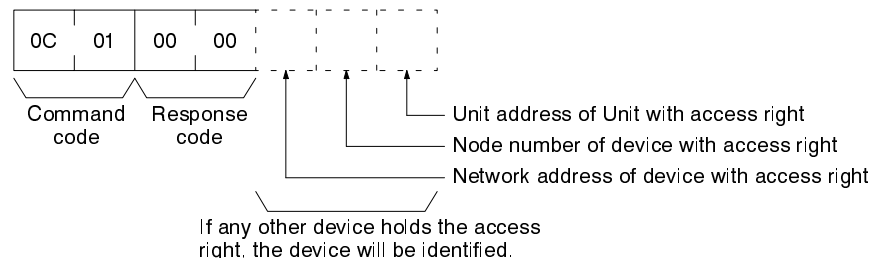 0C 01 00 00
Command code
Response code
Unit address of Unit with access right
Node number of device with access right
Network address of device with access right
If any other device holds the access
right, the device will be identified.